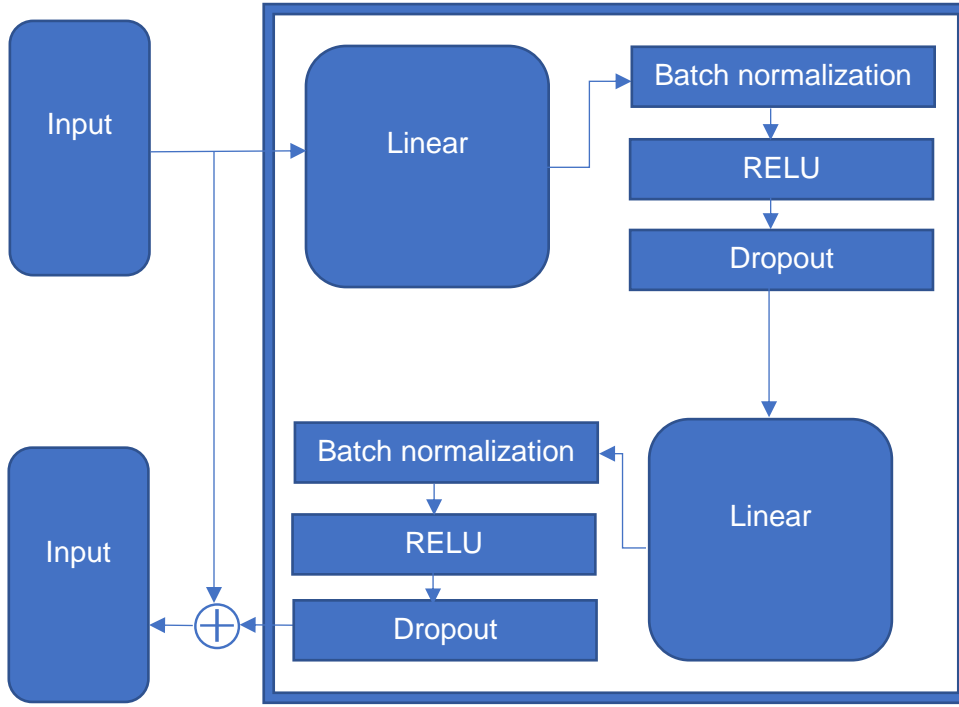 Input
Linear
Batch normalization
RELU
Dropout
Linear
Batch normalization
RELU
Dropout
Input